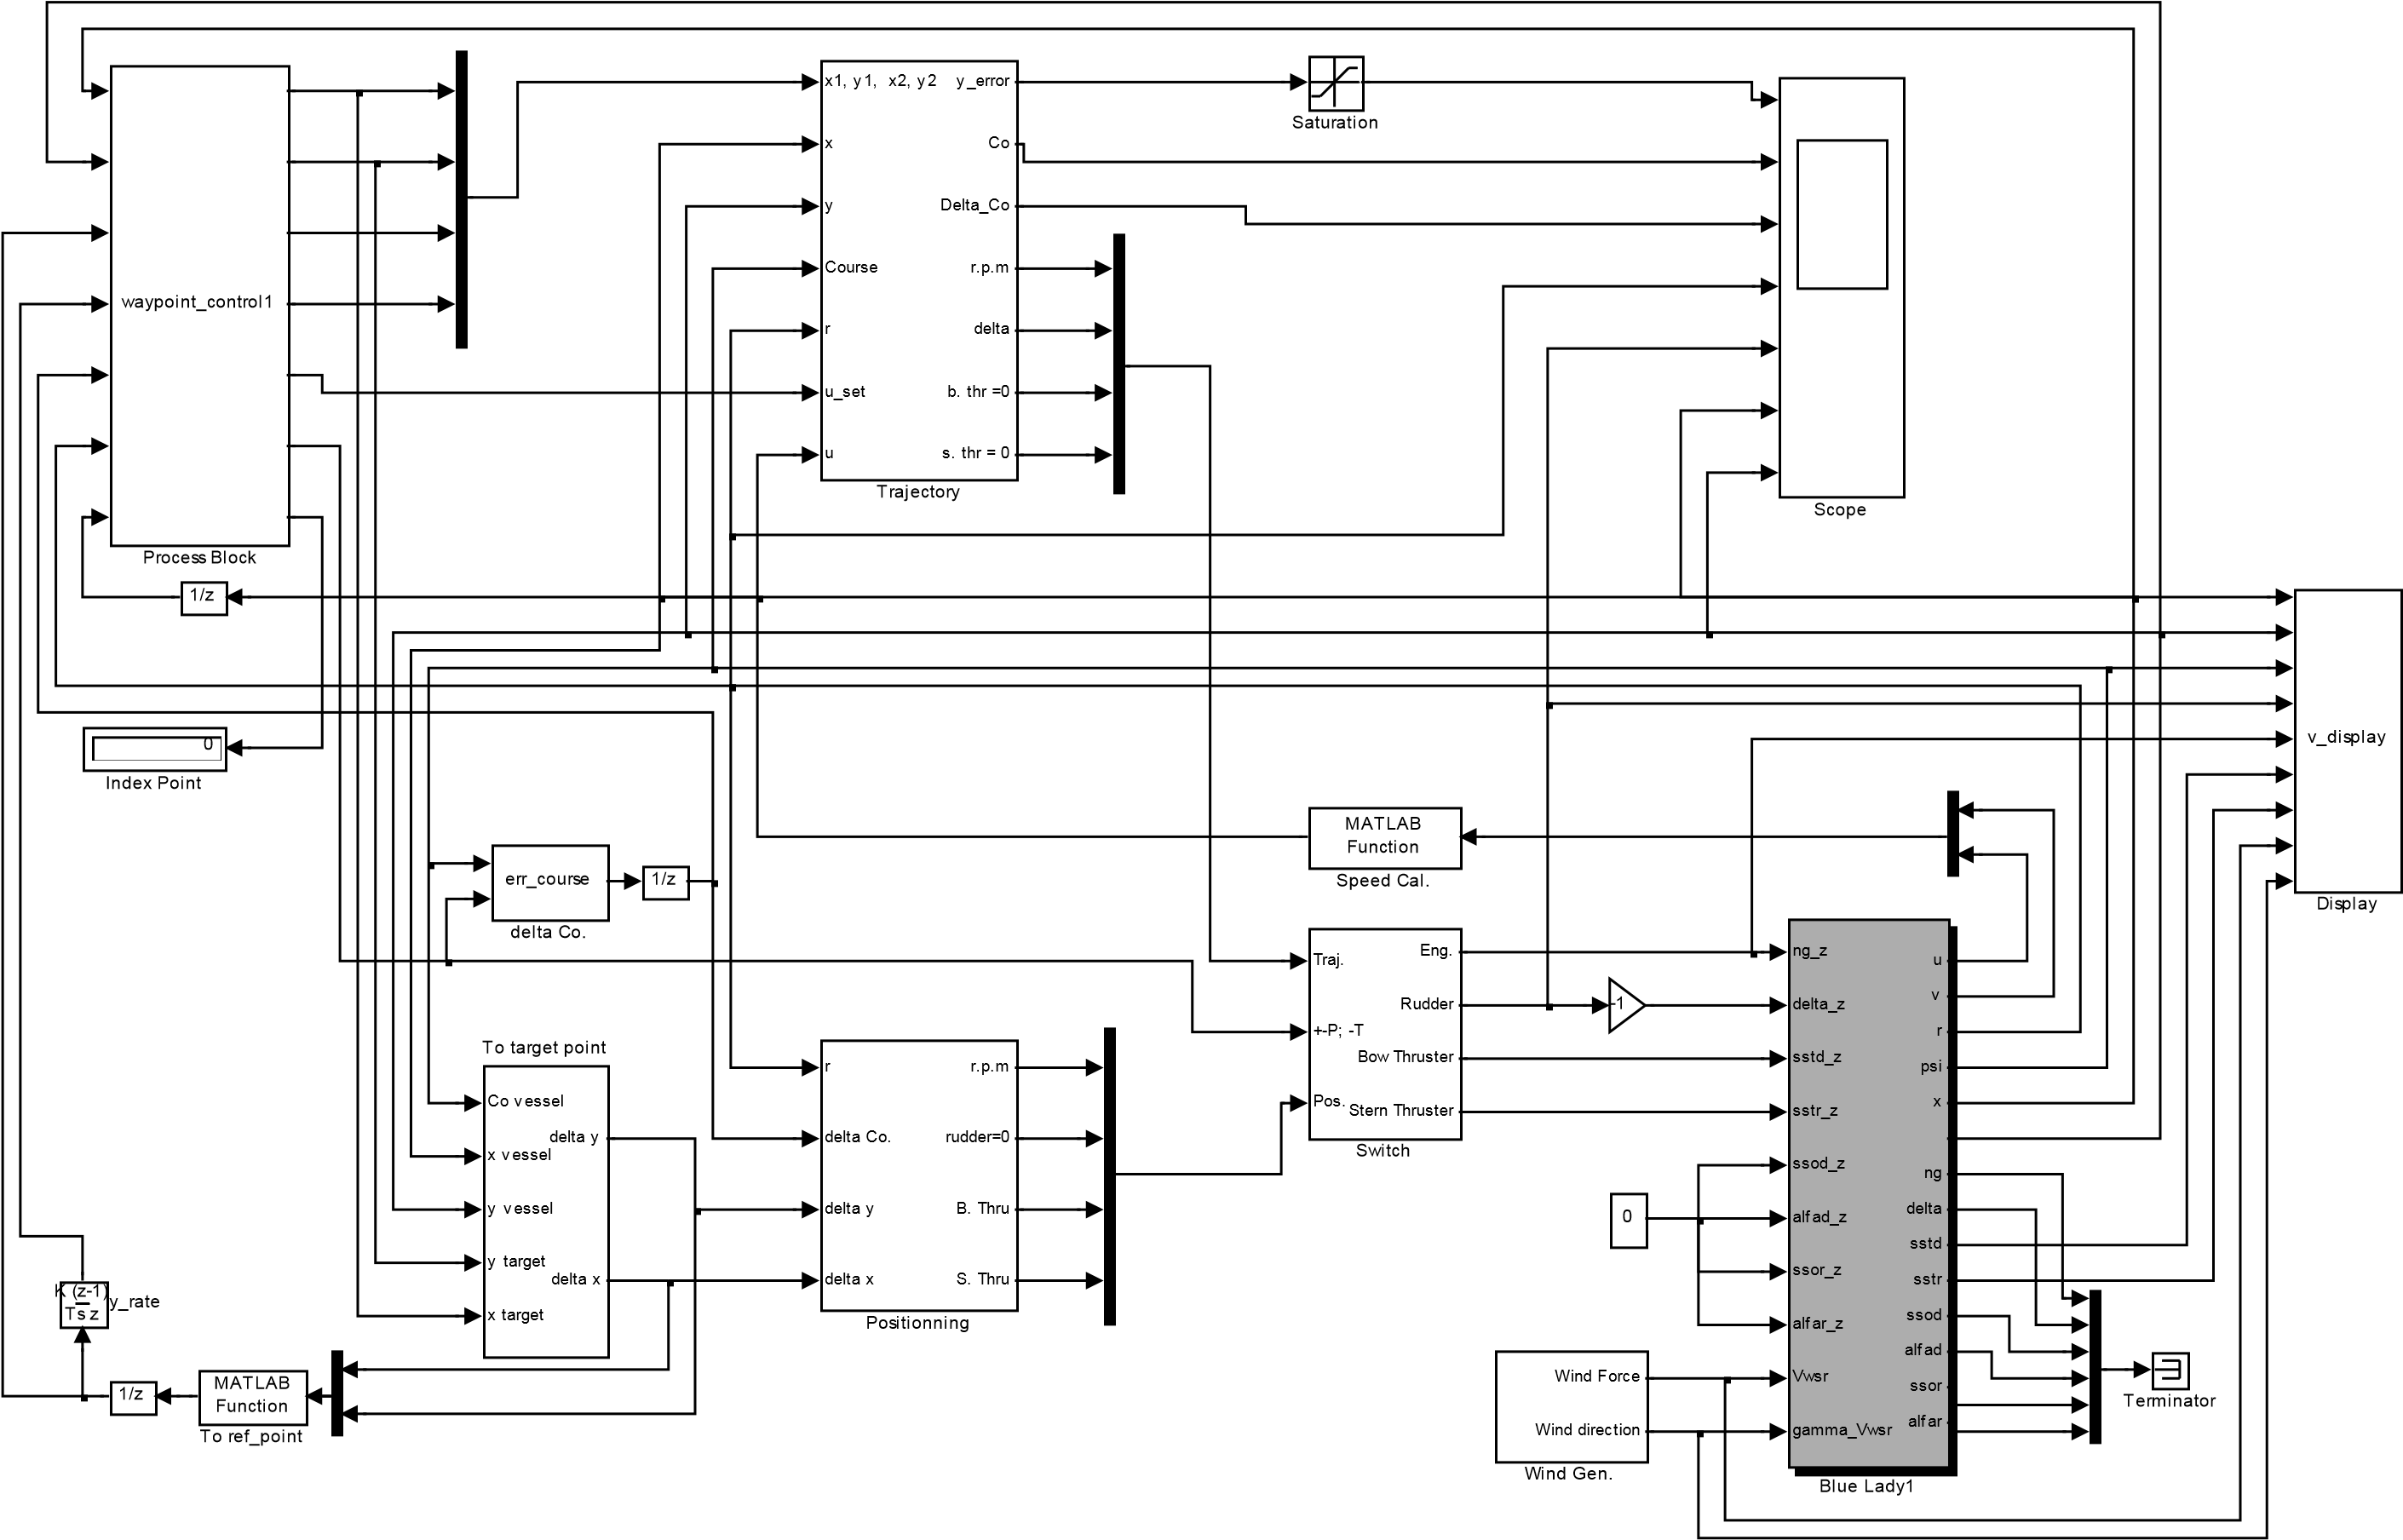 waypoint_control1
Process Block
1/z
0
Index Point
x1, y1,  x2, y2
x
y
Course
r
u_set
u
y_error
Co
Delta_Co
r.p.m
delta
b. thr =0
s. thr = 0
Trajectory
Saturation
Scope
v_display
Display
MATLAB
Function
Speed Cal.
err_course
delta Co.
1/z
To target point
Co vessel
x vessel
y vessel
y target
x target
delta y
delta x
r
delta Co.
delta y
delta x
r.p.m
rudder=0
B. Thru
S. Thru
Positionning
Traj.
+-P; -T
Pos.
Eng.
Rudder
Bow Thruster
Stern Thruster
Switch
-1
0
ng_z
delta_z
sstd_z
sstr_z
ssod_z
alfad_z
ssor_z
alfar_z
Vwsr
gamma_Vwsr
u
v
r
psi
x
ng
delta
sstd
sstr
ssod
alfad
ssor
alfar
Blue Lady1
Wind Force
Wind direction
Wind Gen.
Terminator
K (z-1)
Ts z
y_rate
1/z
MATLAB
Function
To ref_point